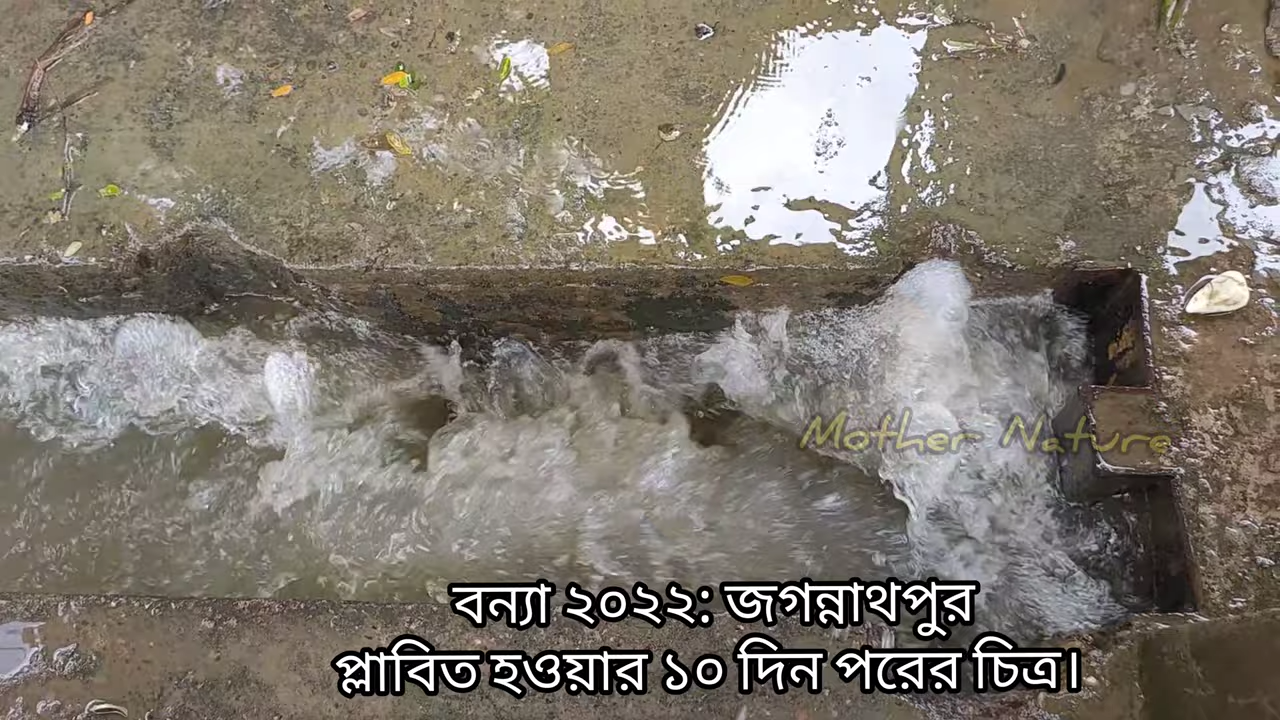 Mother Nature
বন্যা ২০২২: জগন্নাথপুর
প্লাবিত হওয়ার ১০ দিন পরের চিত্র।